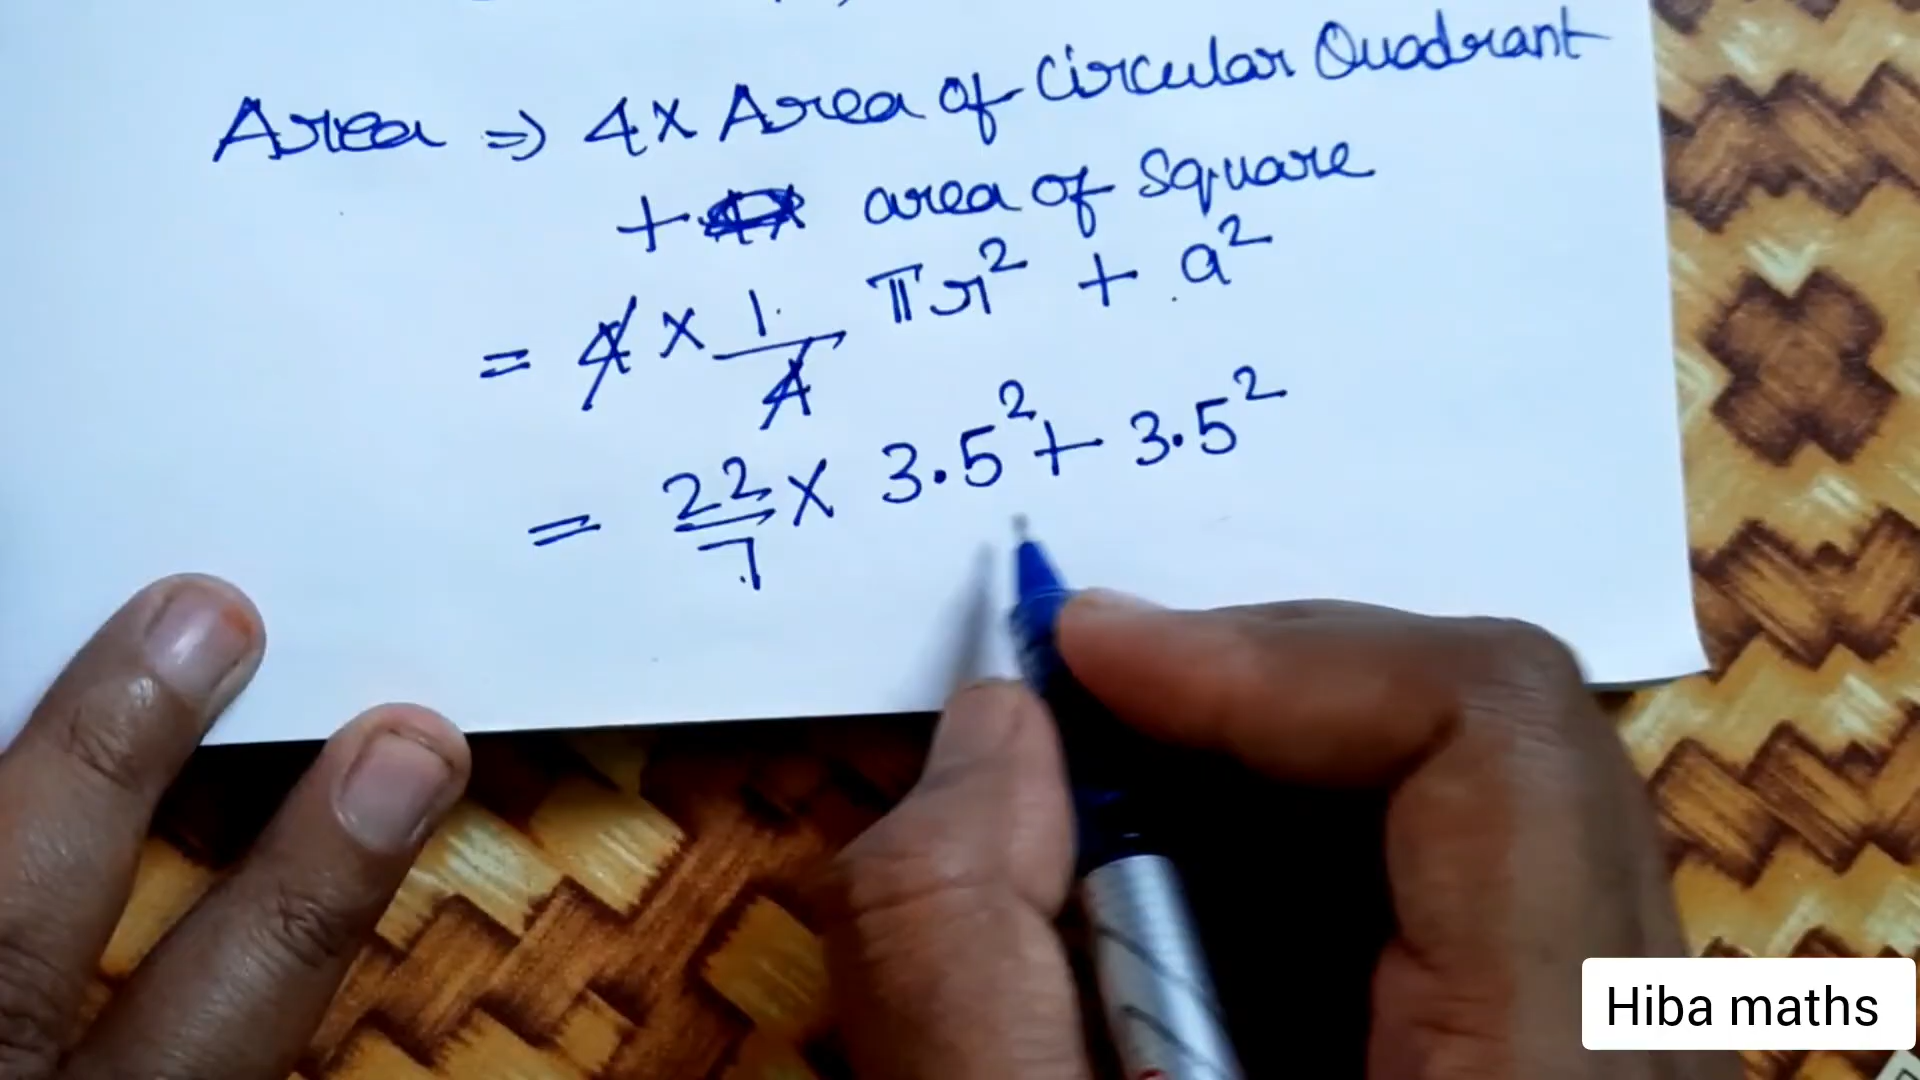 Area ⇒ 4× Area of Circular Quadrant
+ area of square
= 4 × 1/4 πr² + a²
= 22/7 × 3.5² + 3.5²
Hiba maths